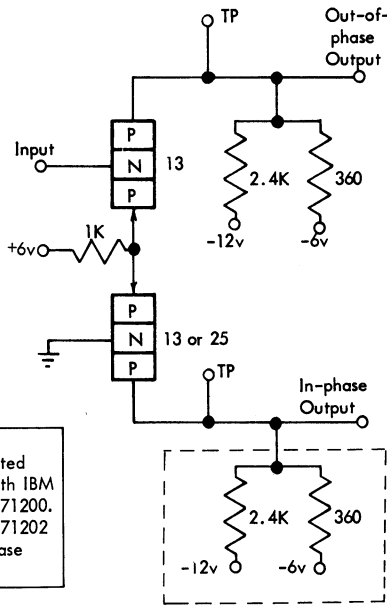 TP
Out-of-
phase
Output
P
Input
N
13
P
2.4K
360
1K
+6v
-12v
-6v
P
N
13 or 25
P
TP
In-phase
Output
ted
th IBM
71200.
71202
ase
2.4K
360
-12v
-6v